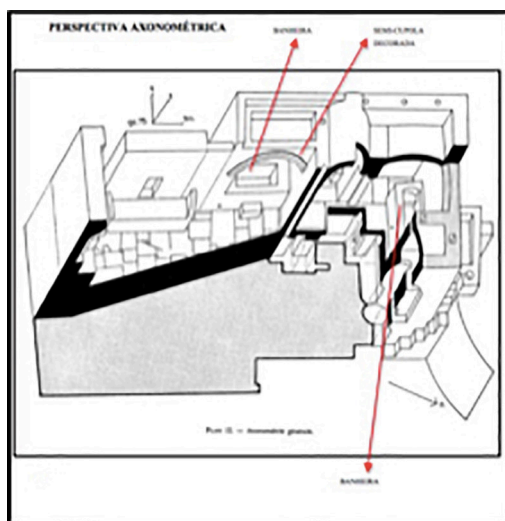 PERSPECTIVA AXONOMÉTRICA
BANHEIRA
SEMI-CUPOLA
DECORADA
BANHEIRA